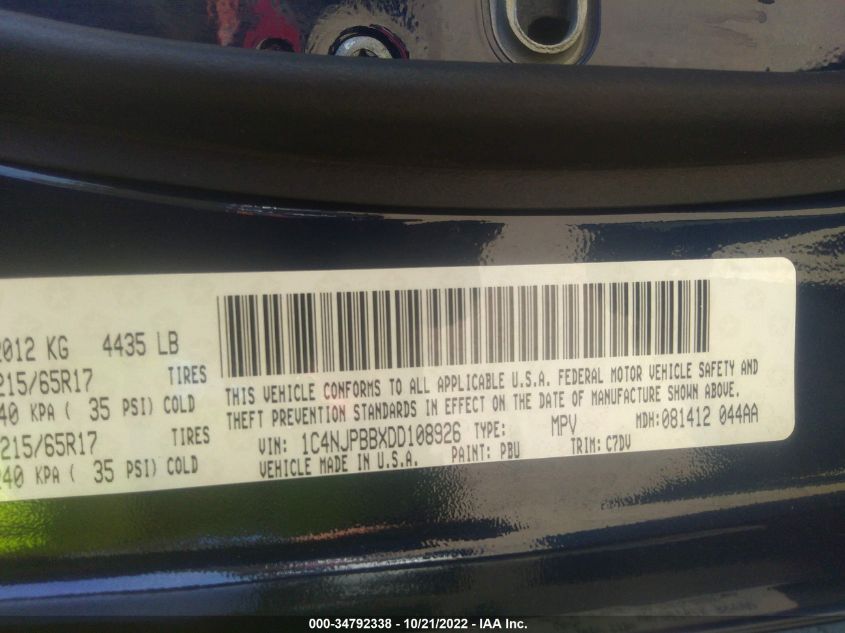 2012 KG 4435 LB
215/65R17 TIRES
40 KPA ( 35 PSI) COLD
215/65R17 TIRES
240 KPA ( 35 PSI) COLD
THIS VEHICLE CONFORMS TO ALL APPLICABLE U.S.A. FEDERAL MOTOR VEHICLE SAFETY AND
THEFT PREVENTION STANDARDS IN EFFECT ON THE DATE OF MANUFACTURE SHOWN ABOVE.
VIN: 1C4NJPBBXDD108926 TYPE: MPV MDH:081412 044AA
VEHICLE MADE IN U.S.A. PAINT: PBU TRIM: C7DV
000-34792338 - 10/21/2022 - IAA Inc.